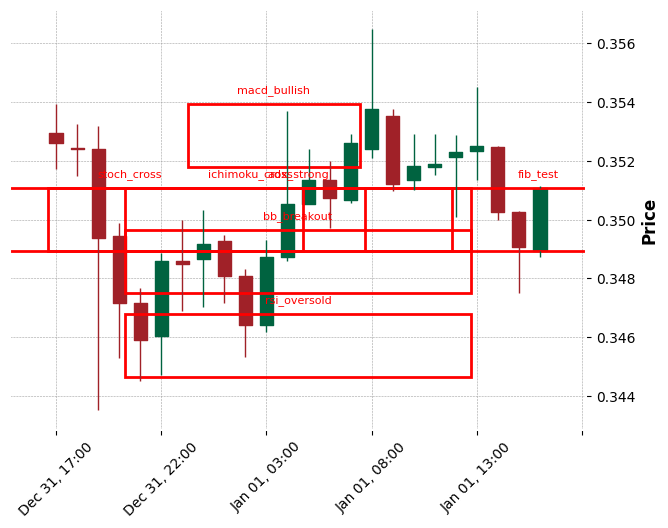 macd_bullish
stoch_cross
ichimoku_cross
adx_strong
fib_test
bb_breakout
rsi_oversold
0.356
0.354
0.352
0.350
0.348
0.346
0.344
Price
Dec 31, 17:00
Dec 31, 22:00
Jan 01, 03:00
Jan 01, 08:00
Jan 01, 13:00